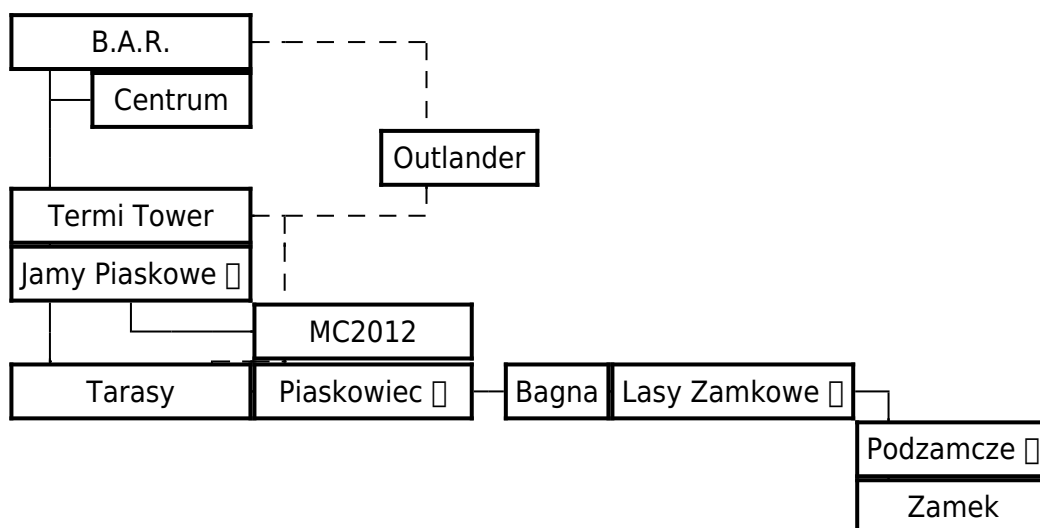 B.A.R.
Centrum
Outlander
Termi Tower
Jamy Piaskowe
MC2012
Tarasy
Piaskowiec
Bagna
Lasy Zamkowe
Podzamcze
Zamek